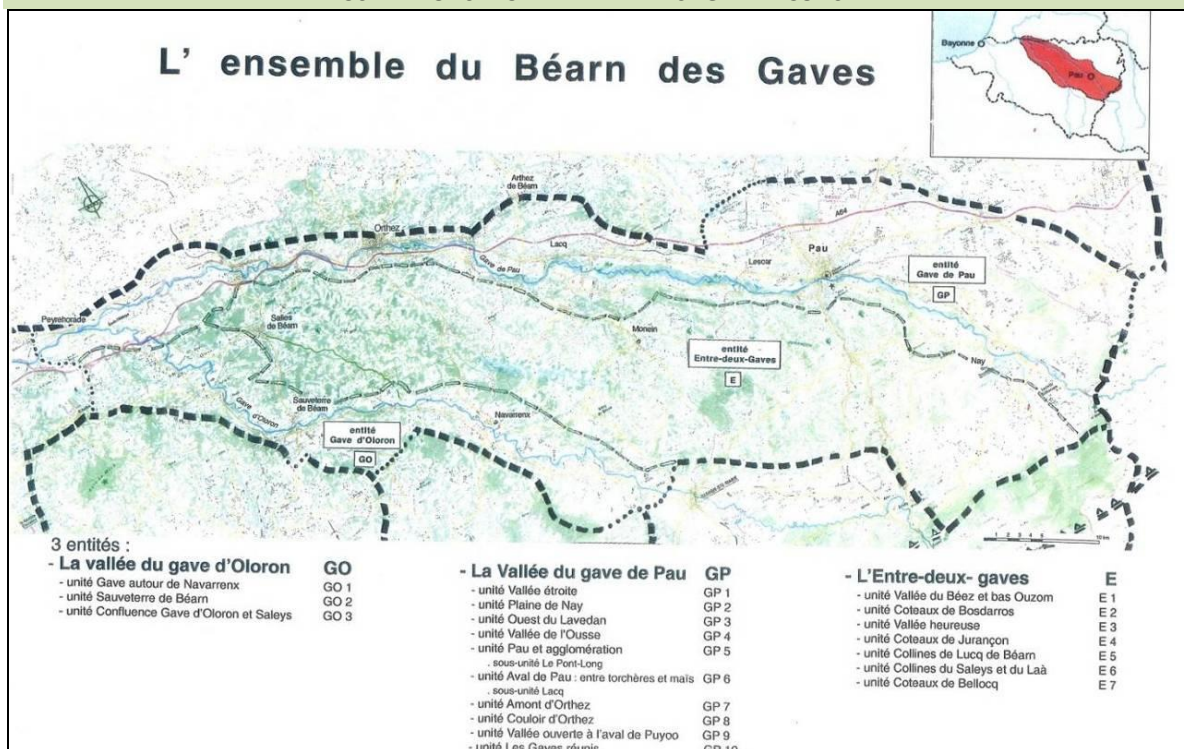 L' ensemble du Béarn des Gaves
Bayonne
Pau
Arthez
de Béarn
Orthez
A64
Lacq
Pau
Gave de Pau
Lescar
entité
Gave de Pau
GP
Peyrehorade
Salies
de Béarn
Monein
entité
Entre-deux-Gaves
E
Nay
Sauveterre
de Béarn
Gave d'Oloron
Navarrenx
entité
Gave d'Oloron
GO
10 km
3 entités :
- La vallée du gave d'Oloron GO
- unité Gave autour de Navarrenx GO 1
- unité Sauveterre de Béarn GO 2
- unité Confluence Gave d'Oloron et Saleys GO 3
- La Vallée du gave de Pau GP
- unité Vallée étroite GP 1
- unité Plaine de Nay GP 2
- unité Ouest du Lavedan GP 3
- unité Vallée de l'Ousse GP 4
- unité Pau et agglomération GP 5
. sous-unité Le Pont-Long
- unité Aval de Pau : entre torchères et maïs GP 6
. sous-unité Lacq
- unité Amont d'Orthez GP 7
- unité Couloir d'Orthez GP 8
- unité Vallée ouverte à l'aval de Puyoo GP 9
- unité Les Gaves réunis GP 10
- L'Entre-deux- gaves E
- unité Vallée du Béez et bas Ouzom E 1
- unité Coteaux de Bosdarros E 2
- unité Vallée heureuse E 3
- unité Coteaux de Jurançon E 4
- unité Collines de Lucq de Béarn E 5
- unité Collines du Saleys et du Laà E 6
- unité Coteaux de Bellocq E 7